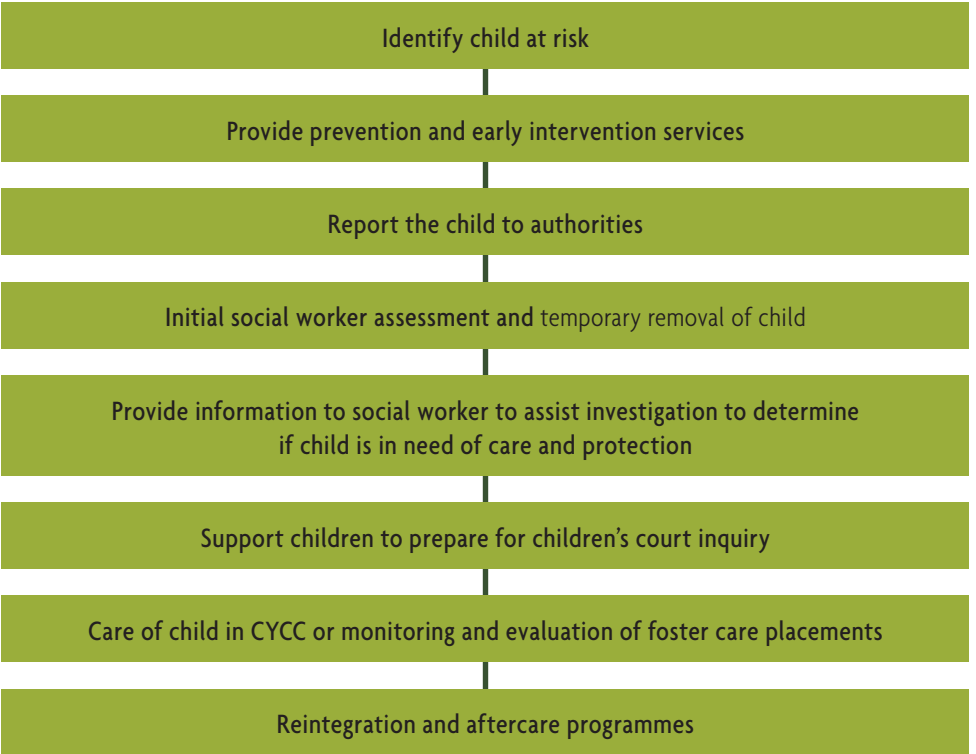 Identify child at risk
Provide prevention and early intervention services
Report the child to authorities
Initial social worker assessment and temporary removal of child
Provide information to social worker to assist investigation to determine
if child is in need of care and protection
Support children to prepare for children's court inquiry
Care of child in CYCC or monitoring and evaluation of foster care placements
Reintegration and aftercare programmes